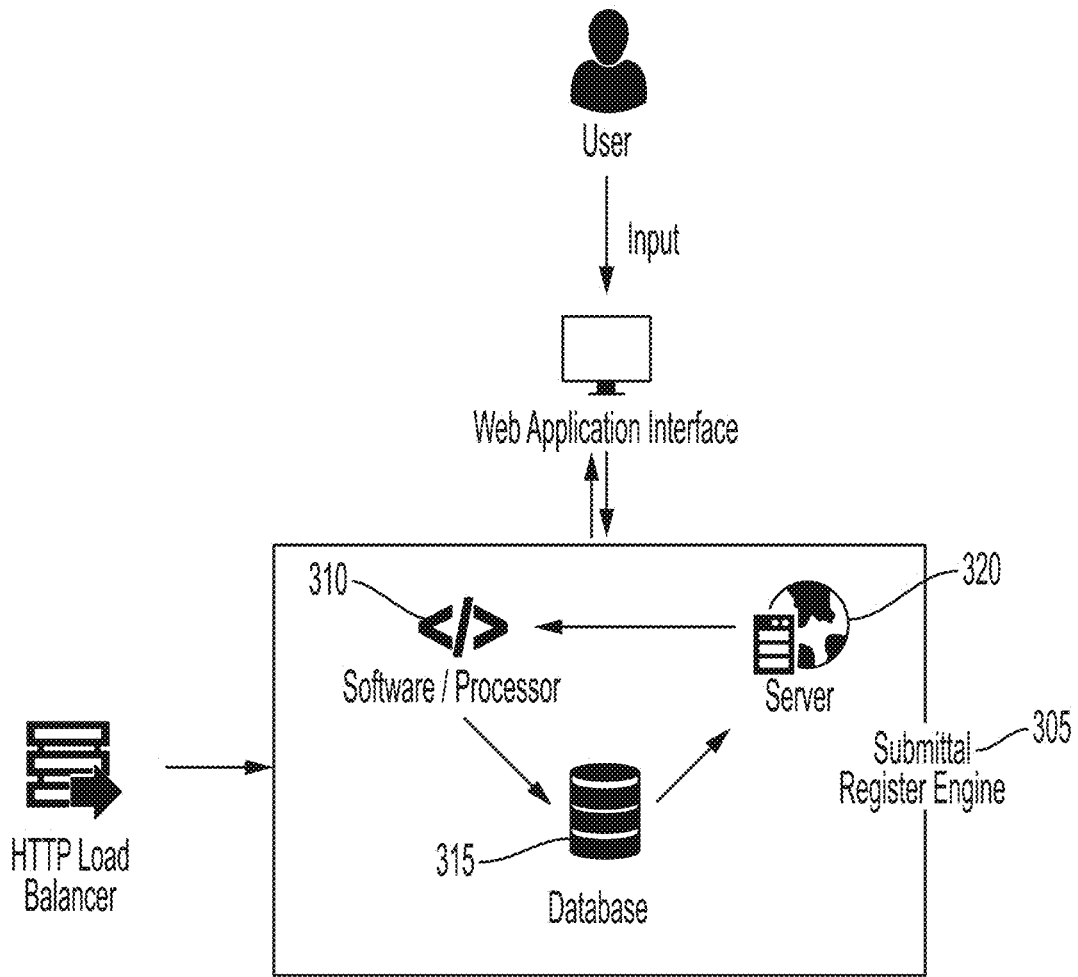 User
Input
Web Application Interface
310
320
Software / Processor
Server
305
Submittal
Register Engine
HTTP Load
Balancer
315
Database